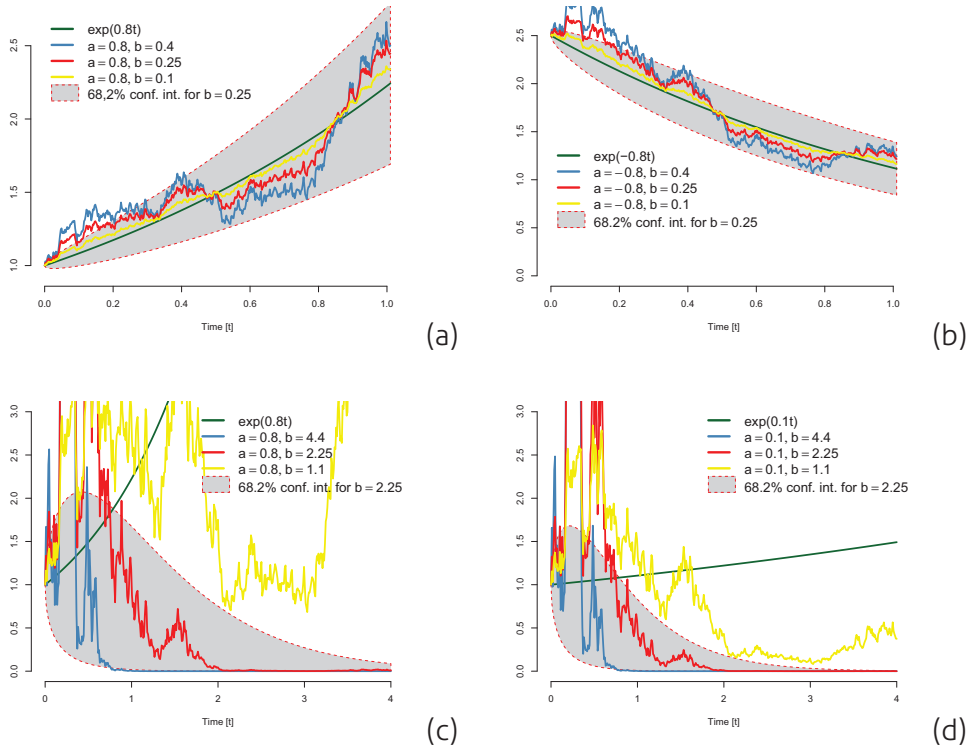 exp(0.8t)
a = 0.8, b = 0.4
a = 0.8, b = 0.25
a = 0.8, b = 0.1
68,2% conf. int. for b = 0.25
2.5
2.0
1.5
1.0
0.0 0.2 0.4 0.6 0.8 1.0
Time [t]
(a)
2.5
2.0
1.5
1.0
0.5
0.0
exp(−0.8t)
a = −0.8, b = 0.4
a = −0.8, b = 0.25
a = −0.8, b = 0.1
68.2% conf. int. for b = 0.25
0.0 0.2 0.4 0.6 0.8 1.0
Time [t]
(b)
3.0
2.5
2.0
1.5
1.0
0.5
0.0
exp(0.8t)
a = 0.8, b = 4.4
a = 0.8, b = 2.25
a = 0.8, b = 1.1
68.2% conf. int. for b = 2.25
0 1 2 3 4
Time [t]
(c)
3.0
2.5
2.0
1.5
1.0
0.5
0.0
exp(0.1t)
a = 0.1, b = 4.4
a = 0.1, b = 2.25
a = 0.1, b = 1.1
68.2% conf. int. for b = 2.25
0 1 2 3 4
Time [t]
(d)